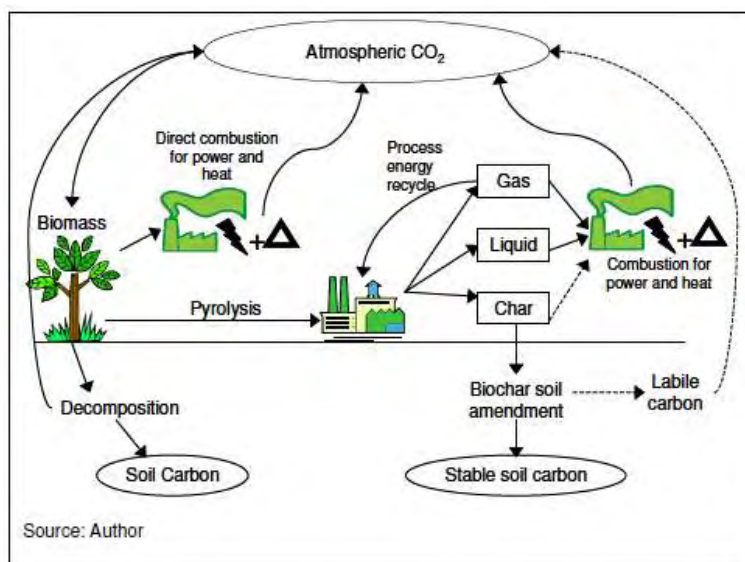 Atmospheric CO₂
Direct combustion
for power and
heat
Process
energy
recycle
Gas
Biomass
+
+
Liquid
Combustion for
power and heat
Pyrolysis
Char
Decomposition
Biochar soil
amendment
Labile
carbon
Soil Carbon
Stable soil carbon
Source: Author